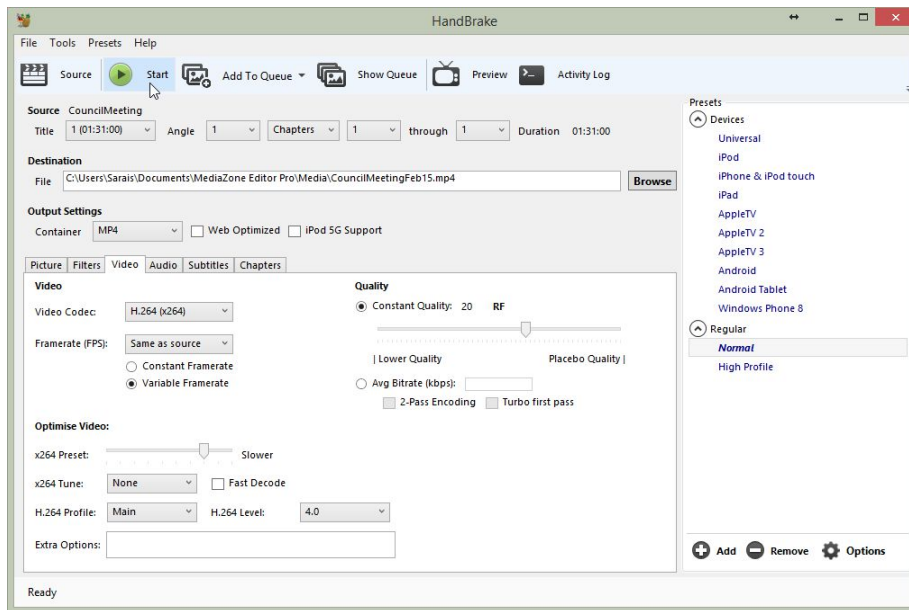 HandBrake
File Tools Presets Help
Source Start Add To Queue Show Queue Preview Activity Log
Source CouncilMeeting
Title 1 (01:31:00) Angle 1 Chapters 1 through 1 Duration 01:31:00
Destination
File C:\Users\Sarais\Documents\MediaZone Editor Pro\Media\CouncilMeetingFeb15.mp4 Browse
Output Settings
Container MP4 Web Optimized iPod 5G Support
Picture Filters Video Audio Subtitles Chapters
Video
Video Codec: H.264 (x264)
Framerate (FPS): Same as source
Constant Framerate
Variable Framerate
Quality
Constant Quality: 20 RF
| Lower Quality Placebo Quality |
Avg Bitrate (kbps):
2-Pass Encoding Turbo first pass
Optimise Video:
x264 Preset: Slower
x264 Tune: None Fast Decode
H.264 Profile: Main H.264 Level: 4.0
Extra Options:
Presets
Devices
Universal
iPod
iPhone & iPod touch
iPad
AppleTV
AppleTV 2
AppleTV 3
Android
Android Tablet
Windows Phone 8
Regular
Normal
High Profile
Add Remove Options
Ready